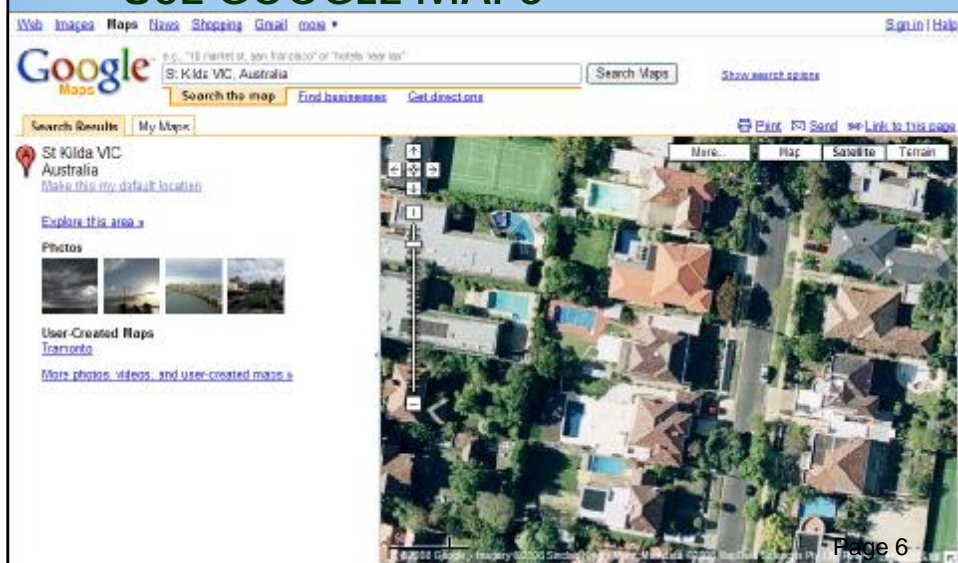 USE GOOGLE MAPS
Web Images Maps News Shopping Gmail more ▼ Sign in | Help
Google Maps
e.g., "10 market st, san francisco" or "hotels near lax"
St Kilda VIC, Australia Search Maps Show search options
Search the map Find businesses Get directions
Search Results My Maps Print Send Link to this page
A St Kilda VIC
Australia
Make this my default location
More... Map Satellite Terrain
Explore this area »
Photos
User-Created Maps
Tramonto
More photos, videos, and user-created maps »
©2008 Google - Imagery ©2008
Page 6